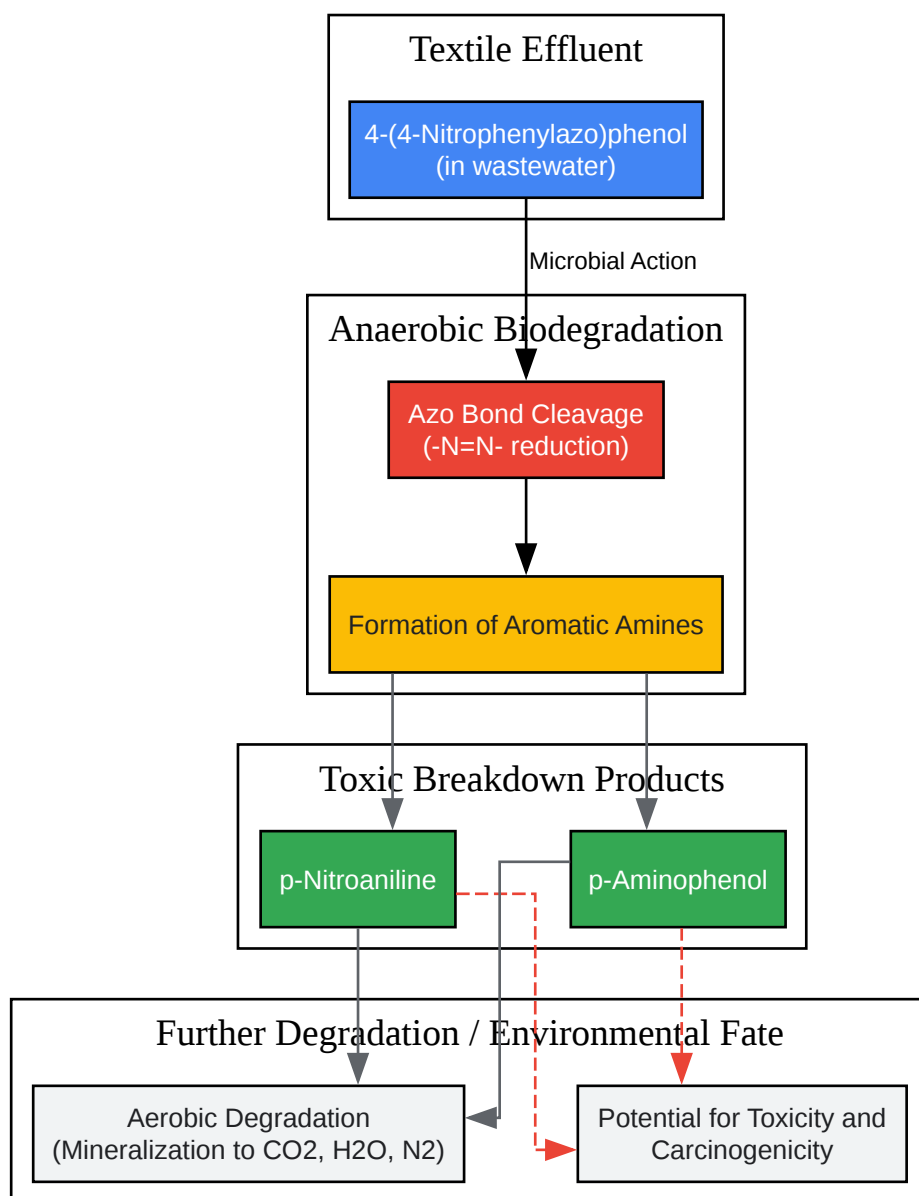 Textile Effluent
4-(4-Nitrophenylazo)phenol
(in wastewater)
Microbial Action
Anaerobic Biodegradation
Azo Bond Cleavage
(-N=N- reduction)
Formation of Aromatic Amines
Toxic Breakdown Products
p-Nitroaniline
p-Aminophenol
Further Degradation / Environmental Fate
Aerobic Degradation
(Mineralization to CO2, H2O, N2)
Potential for Toxicity and
Carcinogenicity